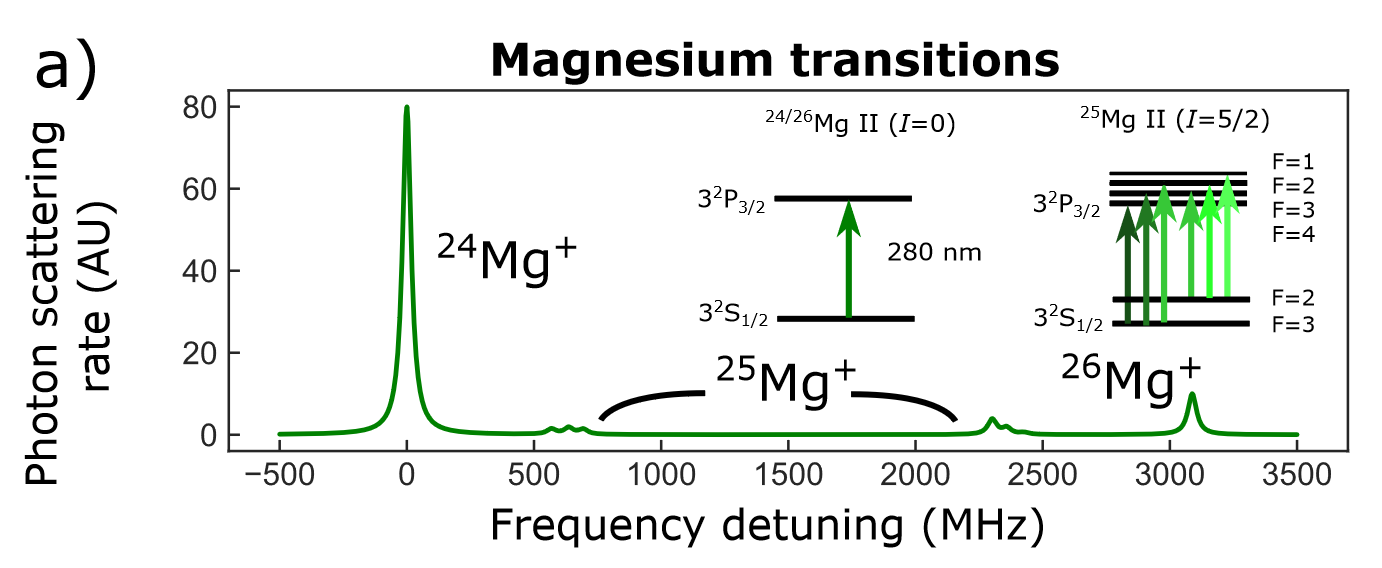 a)
Magnesium transitions
Photon scattering
rate (AU)
80
60
40
20
0
²⁴Mg⁺
²⁴/²⁶Mg II (I=0)
3²P₃/₂
280 nm
3²S₁/₂
²⁵Mg II (I=5/2)
F=1
F=2
3²P₃/₂
F=3
F=4
F=2
3²S₁/₂
F=3
²⁵Mg⁺
²⁶Mg⁺
−500
0
500
1000
1500
2000
2500
3000
3500
Frequency detuning (MHz)